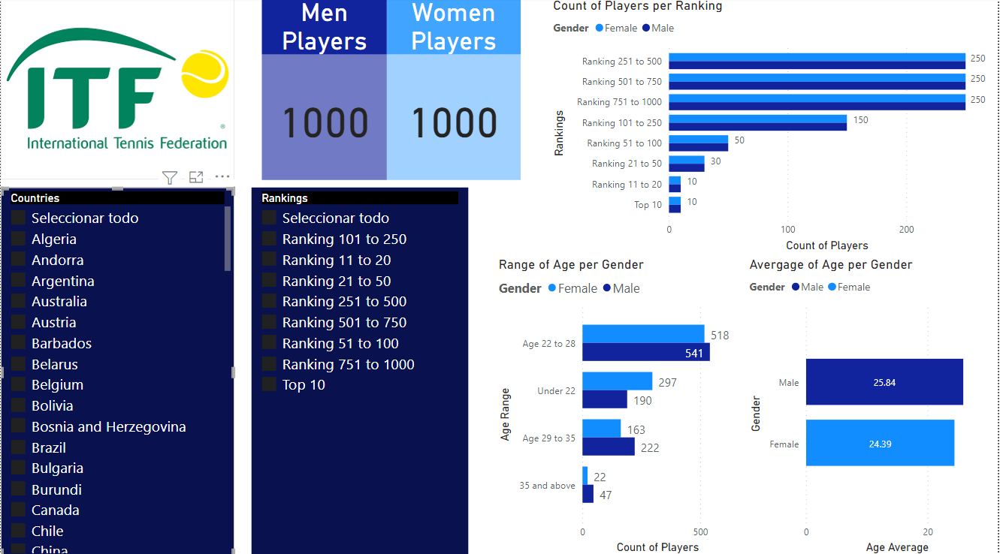 ITF
®
International Tennis Federation
Men
Players
1000
Women
Players
1000
Count of Players per Ranking
Gender Female Male
Rankings
Ranking 251 to 500 250
Ranking 501 to 750 250
Ranking 751 to 1000 250
Ranking 101 to 250 150
Ranking 51 to 100 50
Ranking 21 to 50 30
Ranking 11 to 20 10
Top 10 10
0 100 200
Count of Players
Countries
Seleccionar todo
Algeria
Andorra
Argentina
Australia
Austria
Barbados
Belarus
Belgium
Bolivia
Bosnia and Herzegovina
Brazil
Bulgaria
Burundi
Canada
Chile
China
Rankings
Seleccionar todo
Ranking 101 to 250
Ranking 11 to 20
Ranking 21 to 50
Ranking 251 to 500
Ranking 501 to 750
Ranking 51 to 100
Ranking 751 to 1000
Top 10
Range of Age per Gender
Gender Female Male
Age Range
Age 22 to 28 518
541
Under 22 297
190
Age 29 to 35 163
222
35 and above 22
47
0 500
Count of Players
Avergage of Age per Gender
Gender Male Female
Gender
Male 25.84
Female 24.39
0 20
Age Average